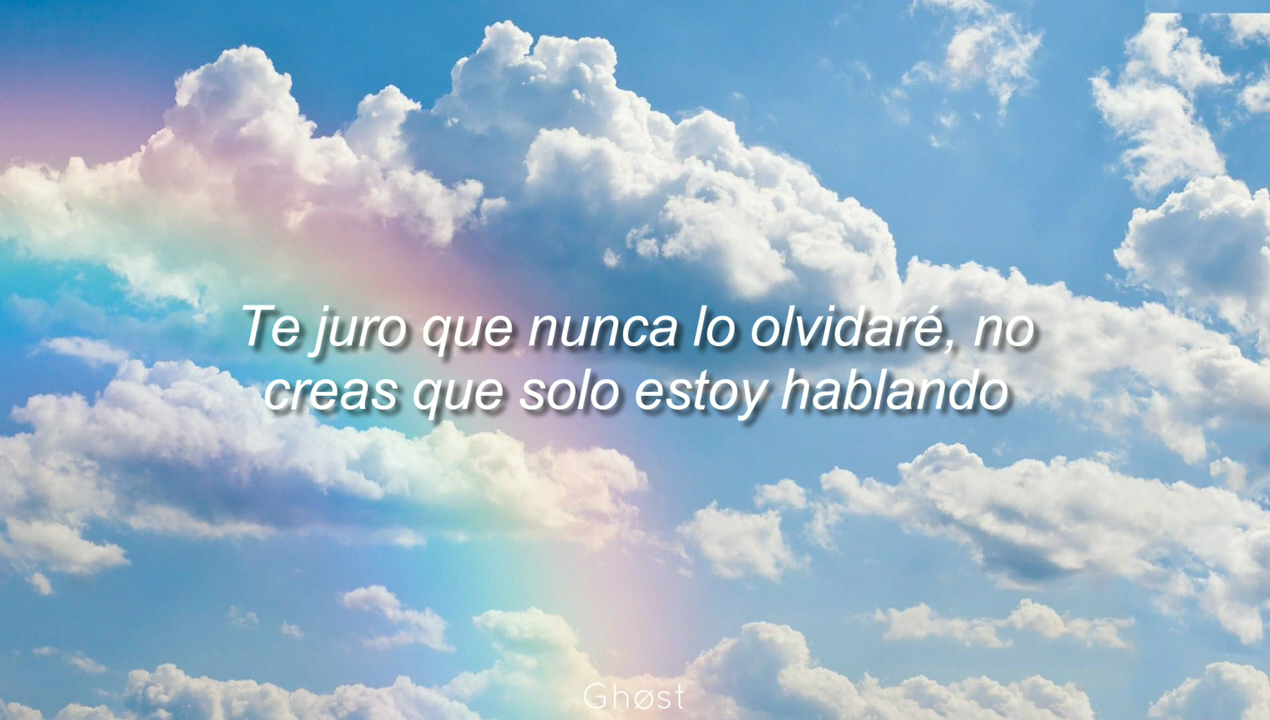 Te juro que nunca lo olvidaré, no
creas que solo estoy hablando
Ghøst